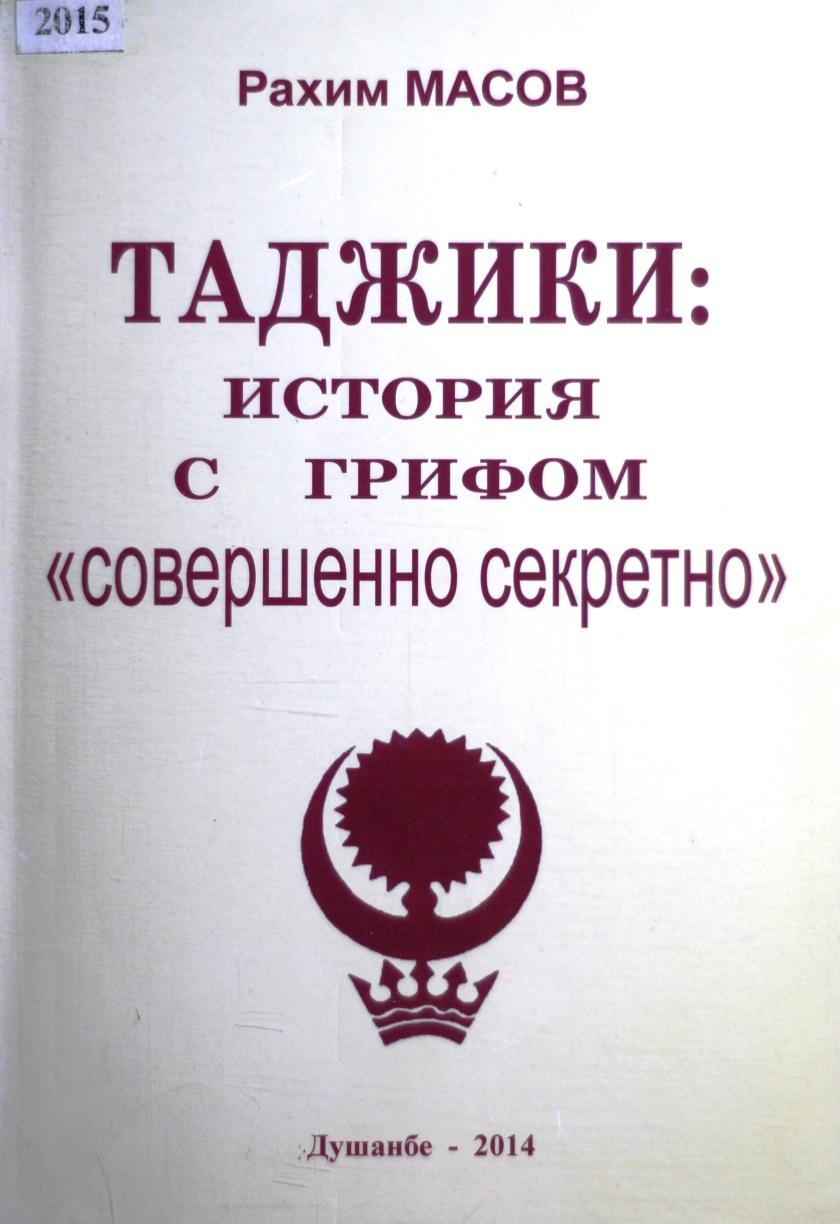 2015
Рахим МАСОВ
ТАДЖИКИ:
ИСТОРИЯ
С ГРИФОМ
«СОВЕРШЕННО СЕКРЕТНО»
Душанбе - 2014